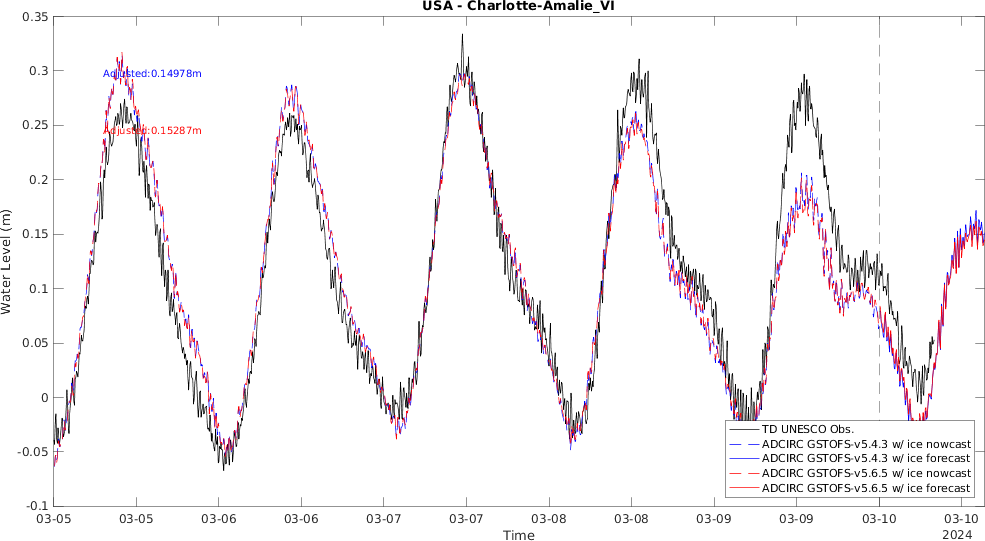 USA - Charlotte-Amalie_VI
0.35
0.3
0.25
0.2
0.15
0.1
0.05
0
-0.05
-0.1
Water Level (m)
Adjusted:0.14978m
Adjusted:0.15287m
TD UNESCO Obs.
ADCIRC GSTOFS-v5.4.3 w/ ice nowcast
ADCIRC GSTOFS-v5.4.3 w/ ice forecast
ADCIRC GSTOFS-v5.6.5 w/ ice nowcast
ADCIRC GSTOFS-v5.6.5 w/ ice forecast
03-05 03-05 03-06 03-06 03-07 03-07 03-08 03-08 03-09 03-09 03-10 03-10
Time
2024